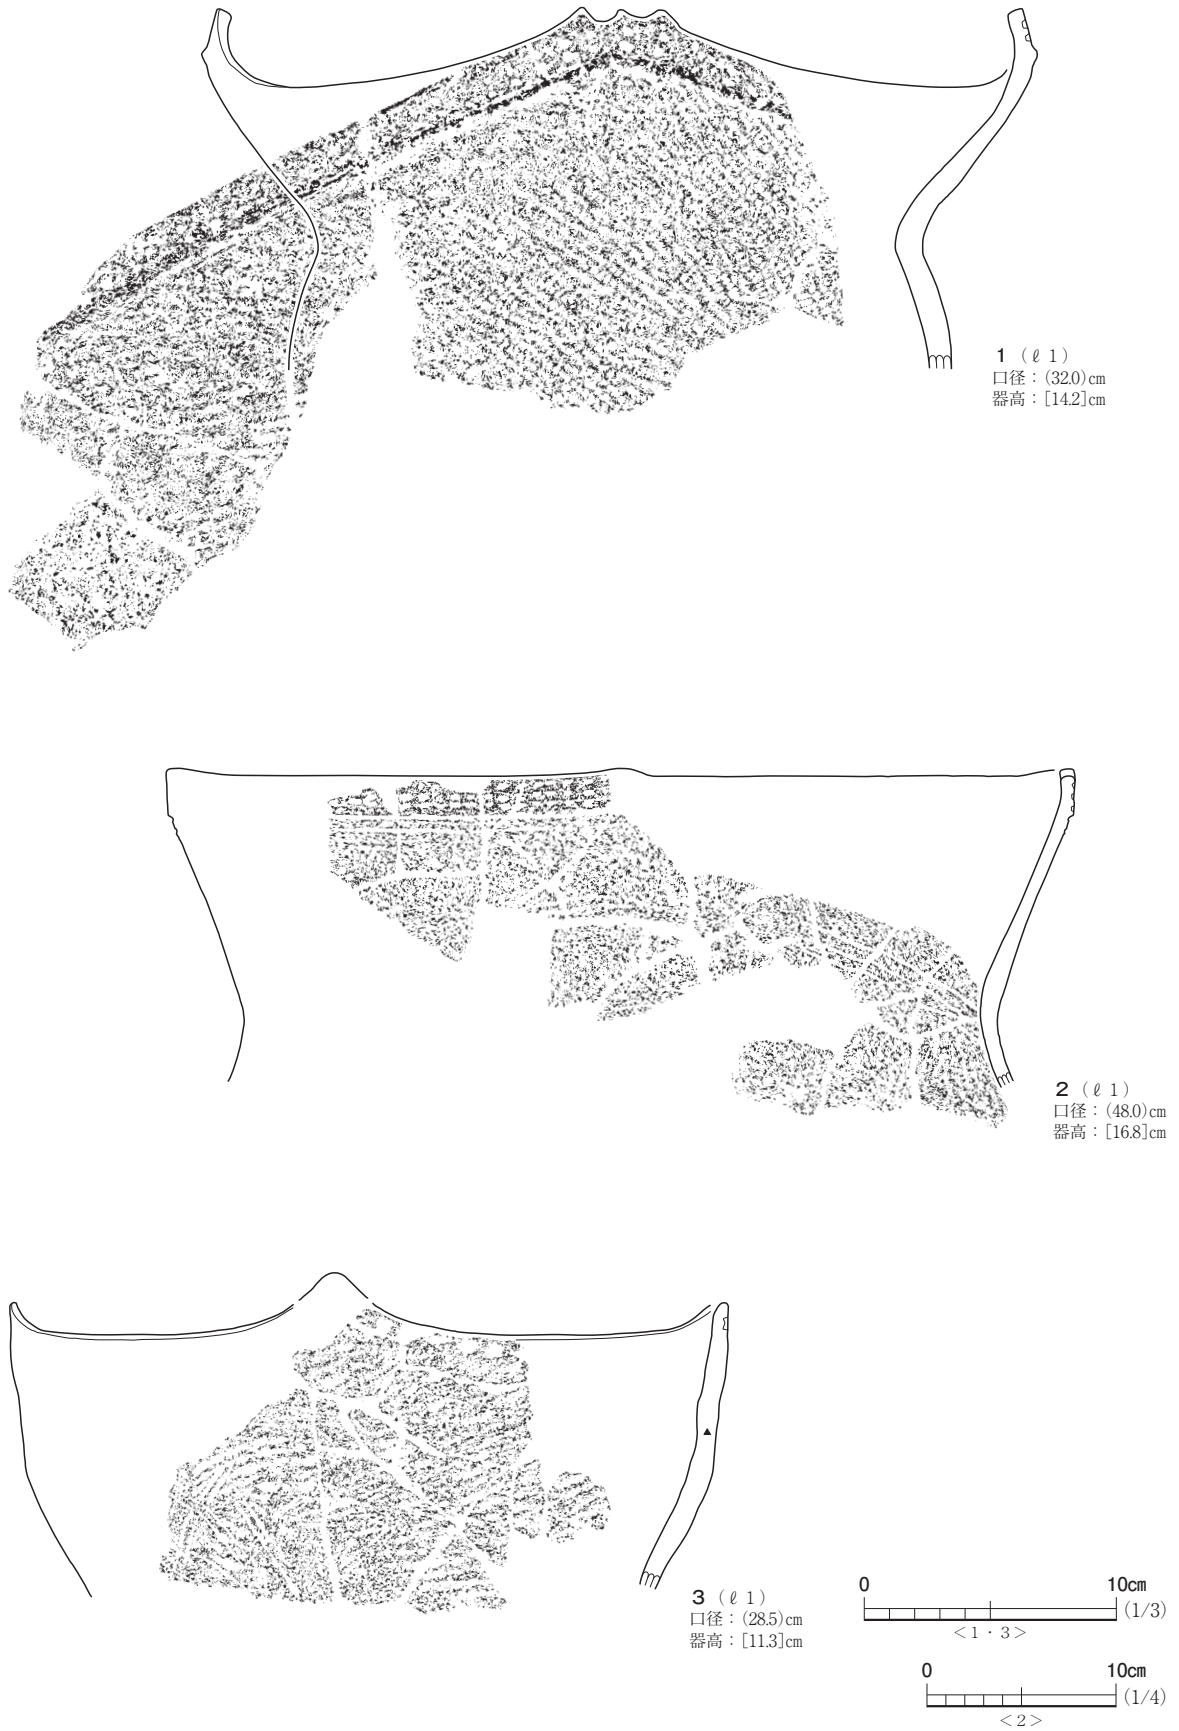 1 (ℓ 1)
口径：(32.0)cm
器高：[14.2]cm
2 (ℓ 1)
口径：(48.0)cm
器高：[16.8]cm
3 (ℓ 1)
口径：(28.5)cm
器高：[11.3]cm
0 10cm
(1/3)
＜1・3＞
0 10cm
(1/4)
＜2＞